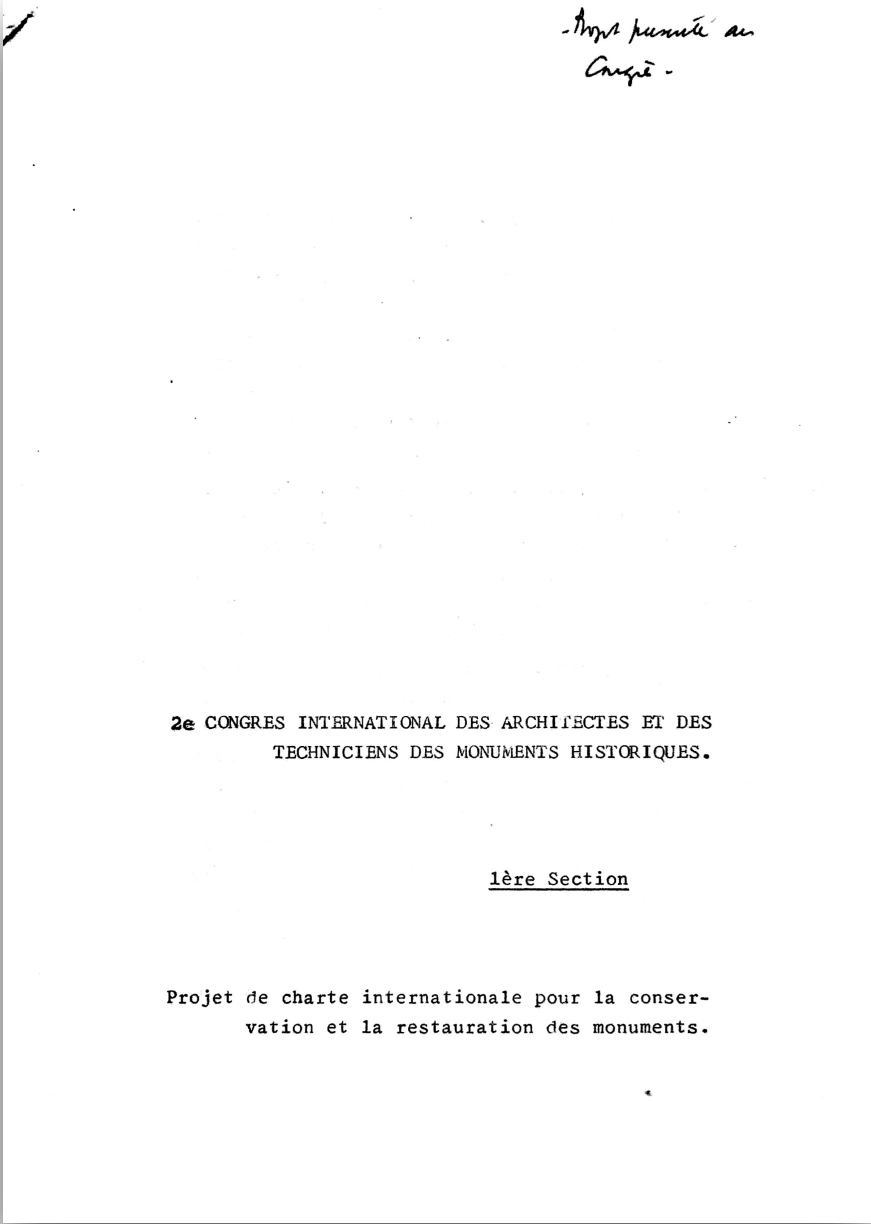 - Projet présenté au
Congrès -
2e CONGRES INTERNATIONAL DES ARCHITECTES ET DES
TECHNICIENS DES MONUMENTS HISTORIQUES.
1ère Section
Projet de charte internationale pour la conser-
vation et la restauration des monuments.